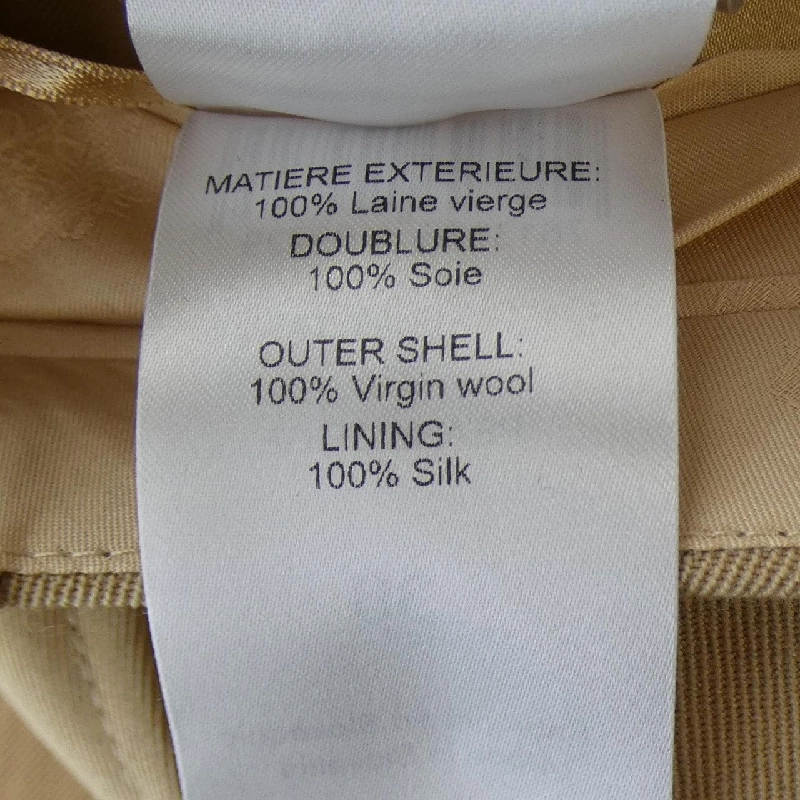 MATIERE EXTERIEURE:
100% Laine vierge
DOUBLURE:
100% Soie
OUTER SHELL:
100% Virgin wool
LINING:
100% Silk